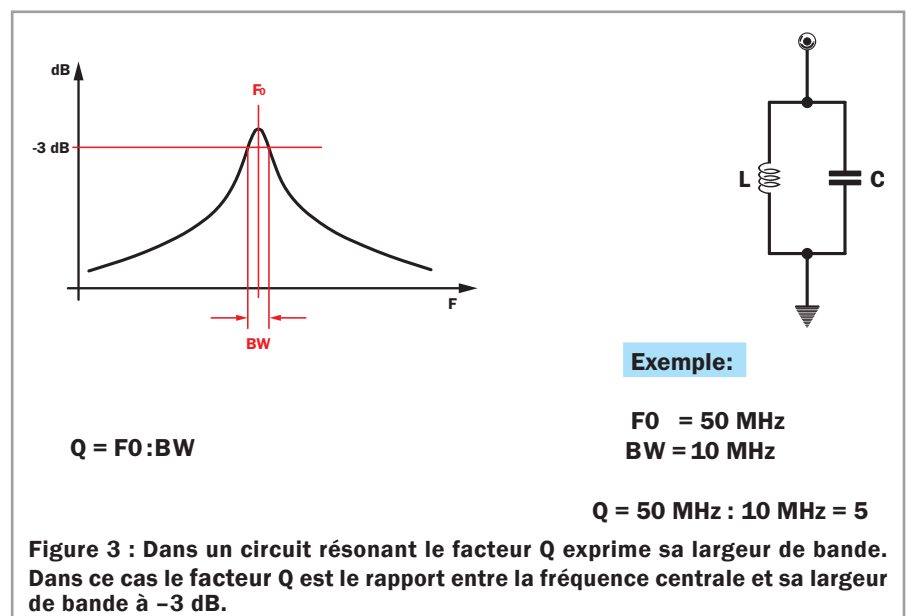 dB
F0
-3 dB
F
BW
L
C
Exemple:
F0 = 50 MHz
BW = 10 MHz
Q = F0:BW
Q = 50 MHz : 10 MHz = 5
Figure 3 : Dans un circuit résonant le facteur Q exprime sa largeur de bande.
Dans ce cas le facteur Q est le rapport entre la fréquence centrale et sa largeur
de bande à –3 dB.